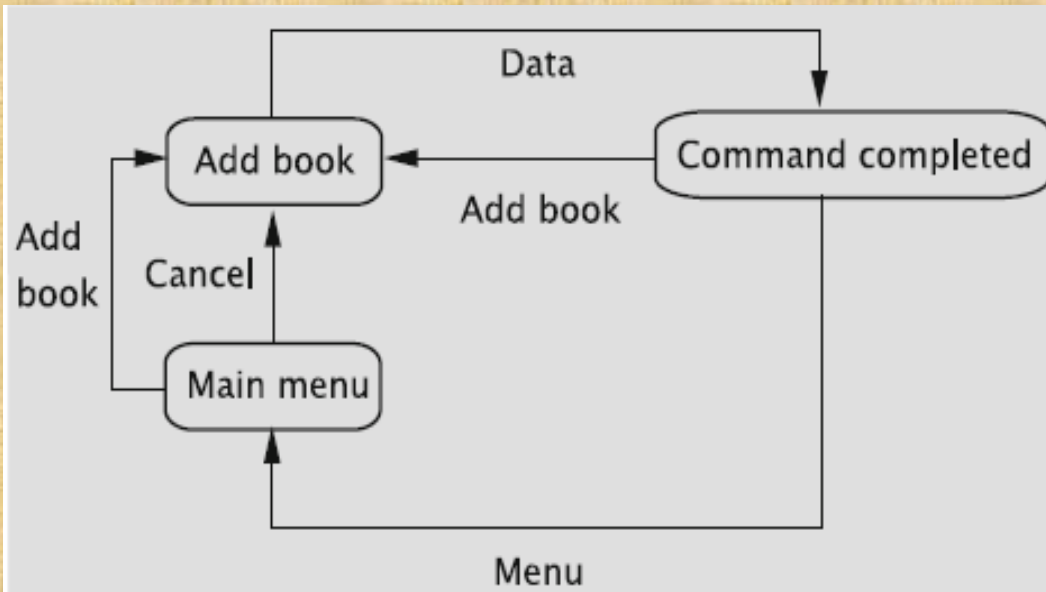 Data
Add book
Command completed
Add book
Add
book
Cancel
Main menu
Menu